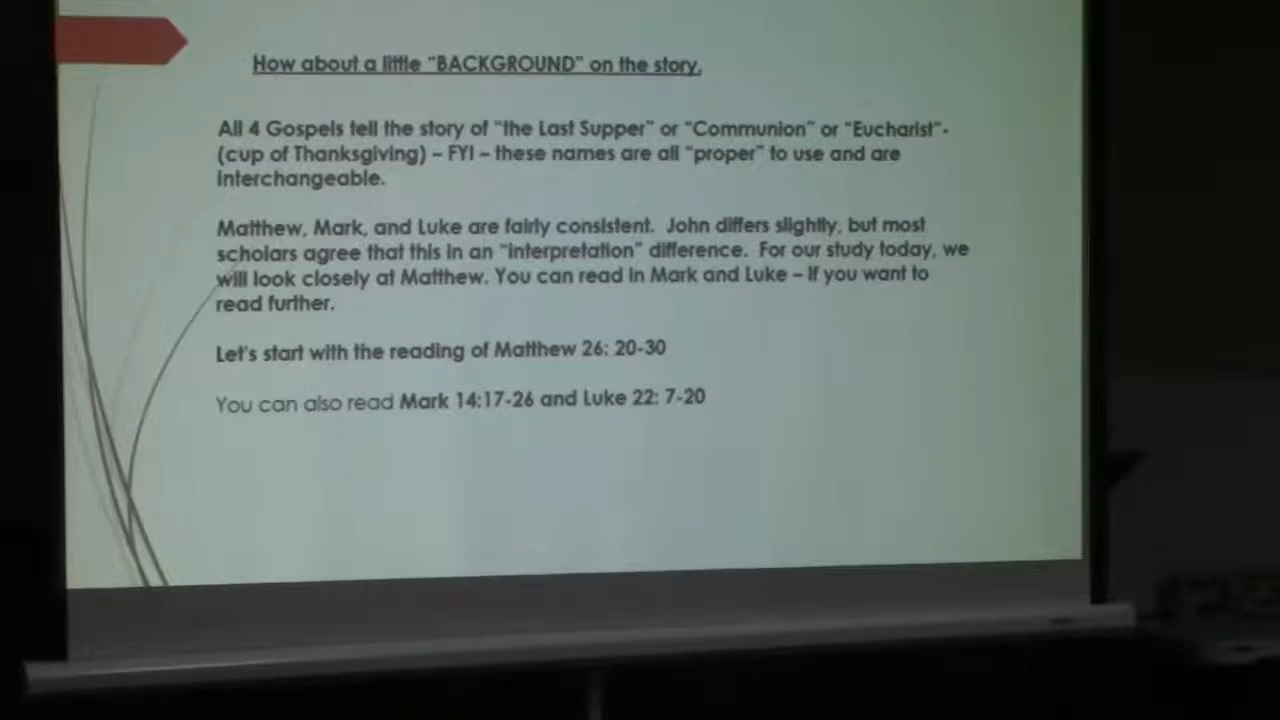 How about a little "BACKGROUND" on the story.
All 4 Gospels tell the story of "the Last Supper" or "Communion" or "Eucharist"-
(cup of Thanksgiving) – FYI – these names are all "proper" to use and are
interchangeable.
Matthew, Mark, and Luke are fairly consistent. John differs slightly, but most
scholars agree that this in an "interpretation" difference. For our study today, we
will look closely at Matthew. You can read in Mark and Luke – if you want to
read further.
Let's start with the reading of Matthew 26: 20-30
You can also read Mark 14:17-26 and Luke 22: 7-20